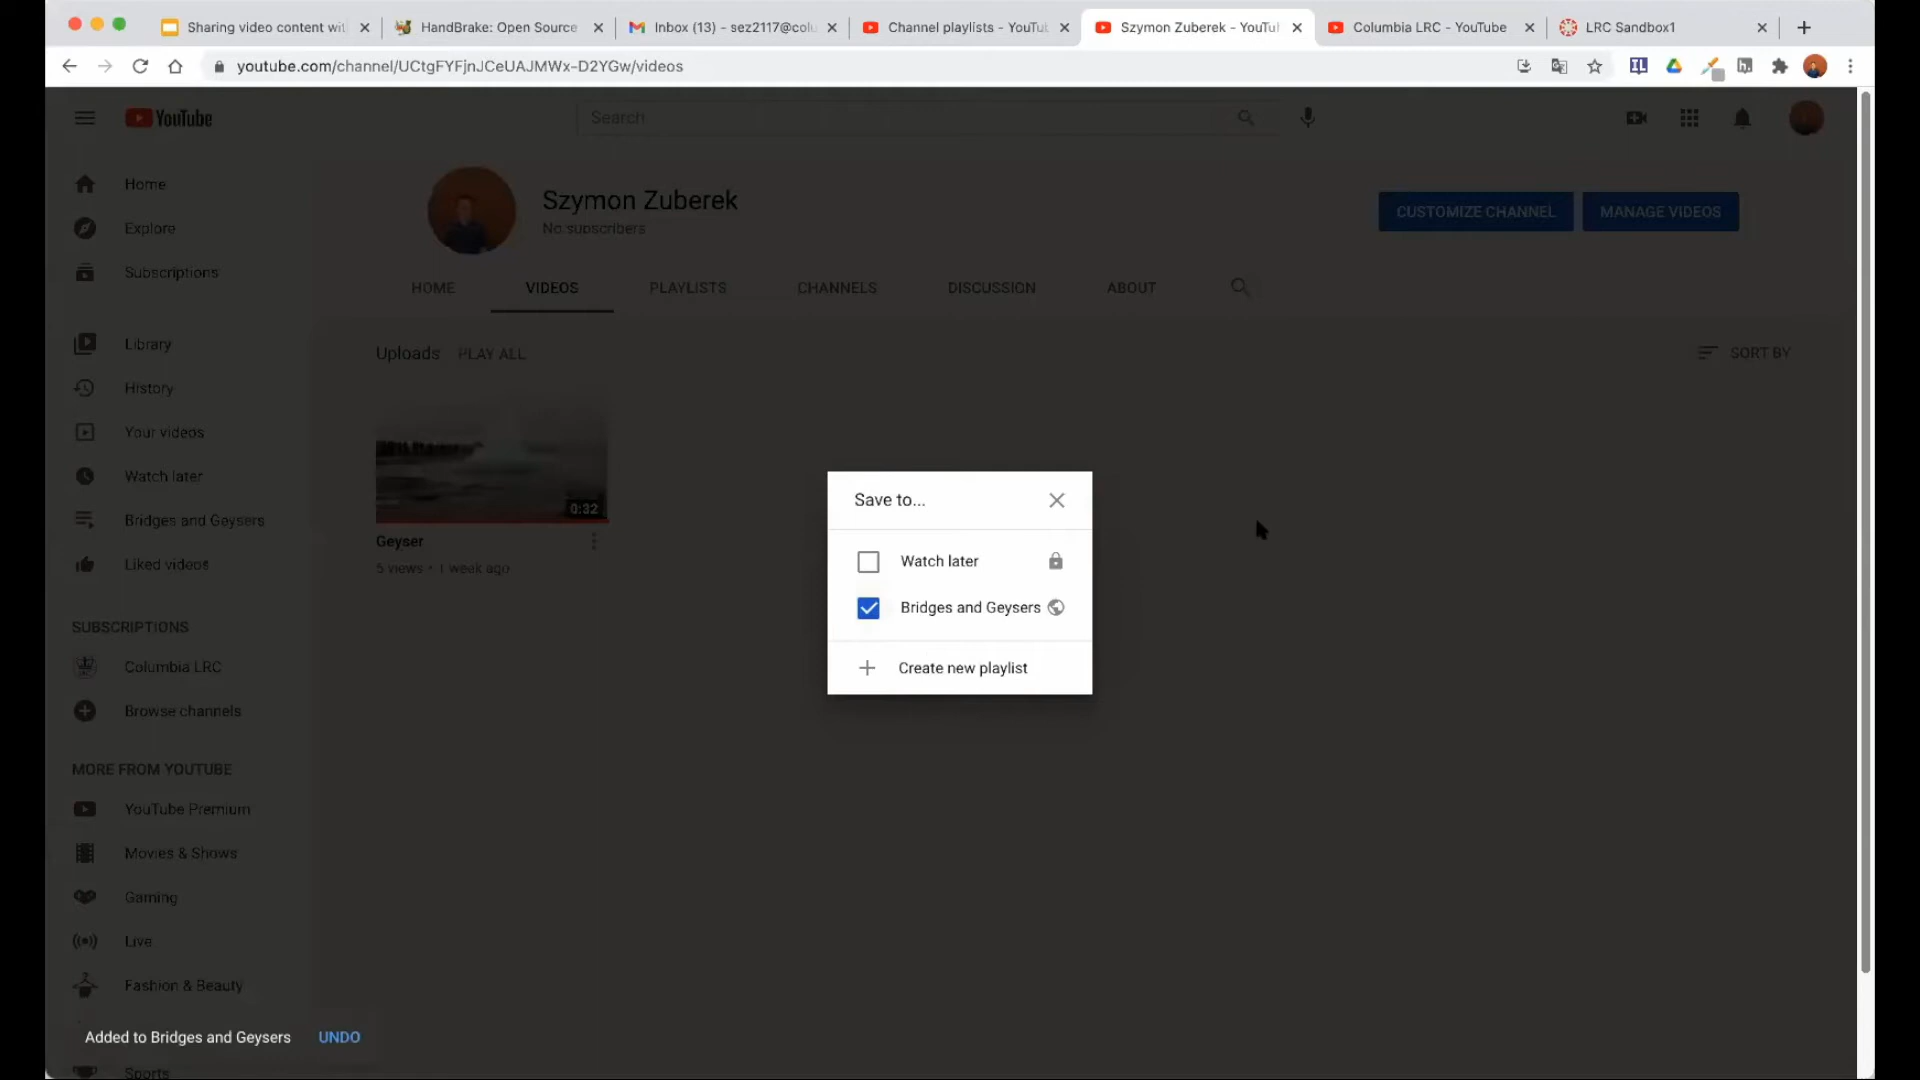 Sharing video content wit
HandBrake: Open Source
Inbox (13) - sez2117@colu
Channel playlists - YouTub
Szymon Zuberek - YouTu
Columbia LRC - YouTube
LRC Sandbox1
youtube.com/channel/UCtgFYFjnJCeUAJMWx-D2YGw/videos
YouTube
Search
Szymon Zuberek
No subscribers
CUSTOMIZE CHANNEL
MANAGE VIDEOS
HOME
VIDEOS
PLAYLISTS
CHANNELS
DISCUSSION
ABOUT
Home
Explore
Subscriptions
Library
History
Your videos
Watch later
Bridges and Geysers
Liked videos
SUBSCRIPTIONS
Columbia LRC
Browse channels
MORE FROM YOUTUBE
YouTube Premium
Movies & Shows
Gaming
Live
Fashion & Beauty
Sports
Uploads PLAY ALL
SORT BY
0:32
Geyser
5 views • 1 week ago
Save to...
Watch later
Bridges and Geysers
Create new playlist
Added to Bridges and Geysers UNDO